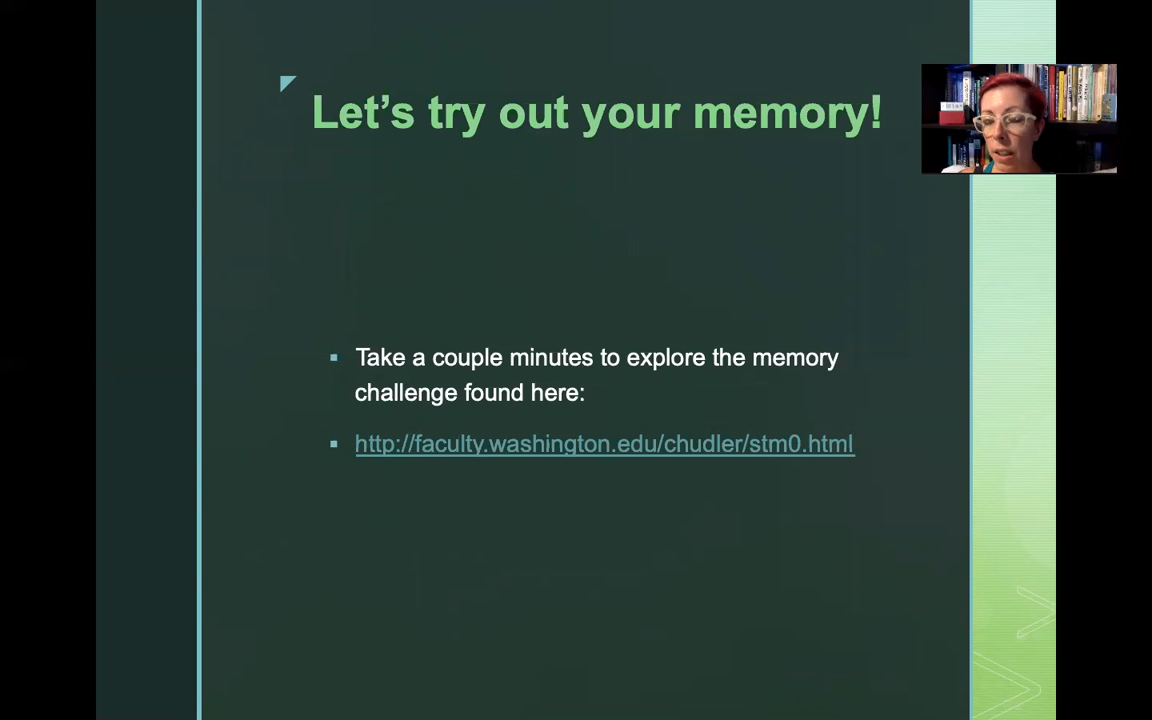 Let’s try out your memory!
Take a couple minutes to explore the memory
challenge found here:
http://faculty.washington.edu/chudler/stm0.html